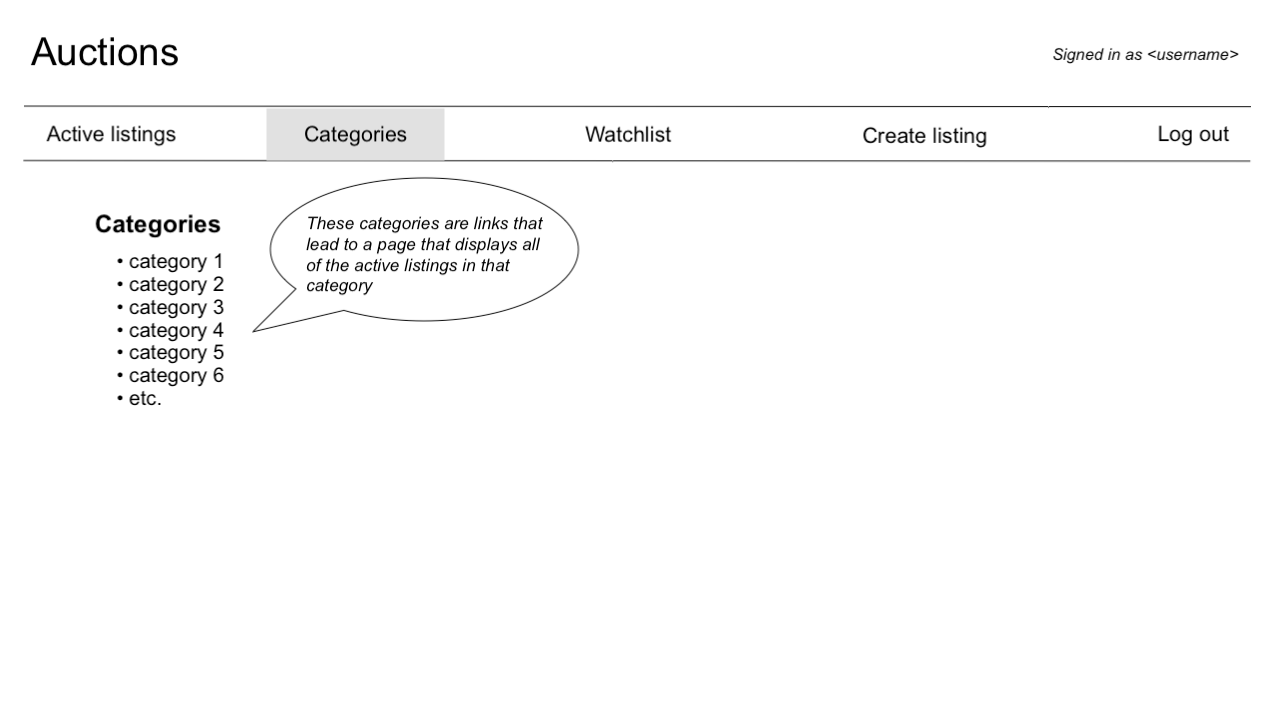 Auctions
Signed in as <username>
Active listings
Categories
Watchlist
Create listing
Log out
Categories
• category 1
• category 2
• category 3
• category 4
• category 5
• category 6
• etc.
These categories are links that
lead to a page that displays all
of the active listings in that
category